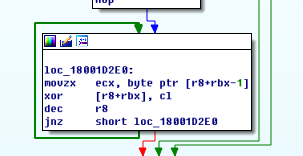 nop
loc_18001D2E0:
movzx ecx, byte ptr [r8+rbx-1]
xor [r8+rbx], cl
dec r8
jnz short loc_18001D2E0